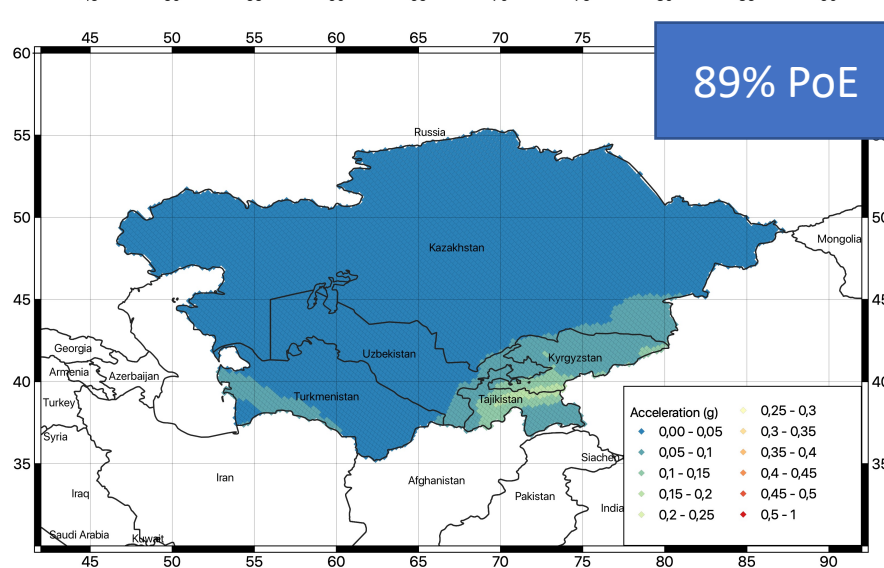 45 50 55 60 65 70 75
89% PoE
60
55
50 50
45 45
40 40
35 35
Russia
Kazakhstan
Mongolia
Georgia
Armenia Azerbaijan
Turkey
Syria
Uzbekistan
Kyrgyzstan
Turkmenistan
Tajikistan
Iran
Iraq
Afghanistan
Siachen
Pakistan
India
Saudi Arabia
Kuwait
Acceleration (g)
0,00 - 0,05
0,05 - 0,1
0,1 - 0,15
0,15 - 0,2
0,2 - 0,25
0,25 - 0,3
0,3 - 0,35
0,35 - 0,4
0,4 - 0,45
0,45 - 0,5
0,5 - 1
45 50 55 60 65 70 75 80 85 90